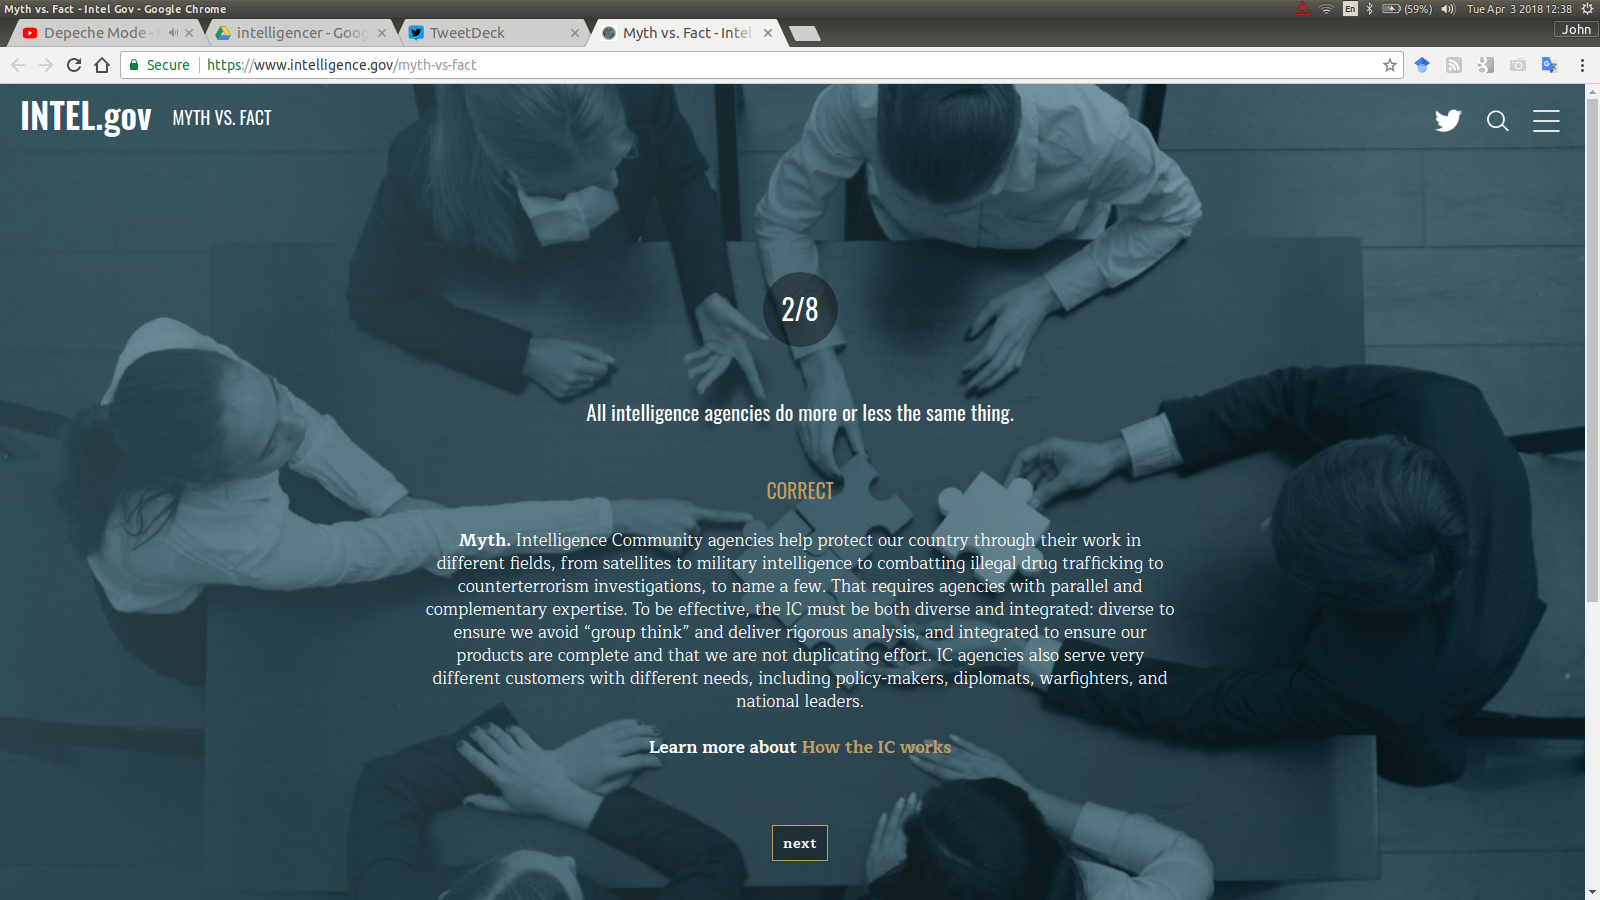 Myth vs. Fact - Intel Gov - Google Chrome
En
(59%)
Tue Apr 3 2018 12:38
Depeche Mode -
intelligencer - Goog
TweetDeck
Myth vs. Fact - Intel
John
Secure
https://www.intelligence.gov/myth-vs-fact
INTEL.gov
MYTH VS. FACT
2/8
All intelligence agencies do more or less the same thing.
CORRECT
Myth. Intelligence Community agencies help protect our country through their work in
different fields, from satellites to military intelligence to combatting illegal drug trafficking to
counterterrorism investigations, to name a few. That requires agencies with parallel and
complementary expertise. To be effective, the IC must be both diverse and integrated: diverse to
ensure we avoid “group think” and deliver rigorous analysis, and integrated to ensure our
products are complete and that we are not duplicating effort. IC agencies also serve very
different customers with different needs, including policy-makers, diplomats, warfighters, and
national leaders.
Learn more about How the IC works
next